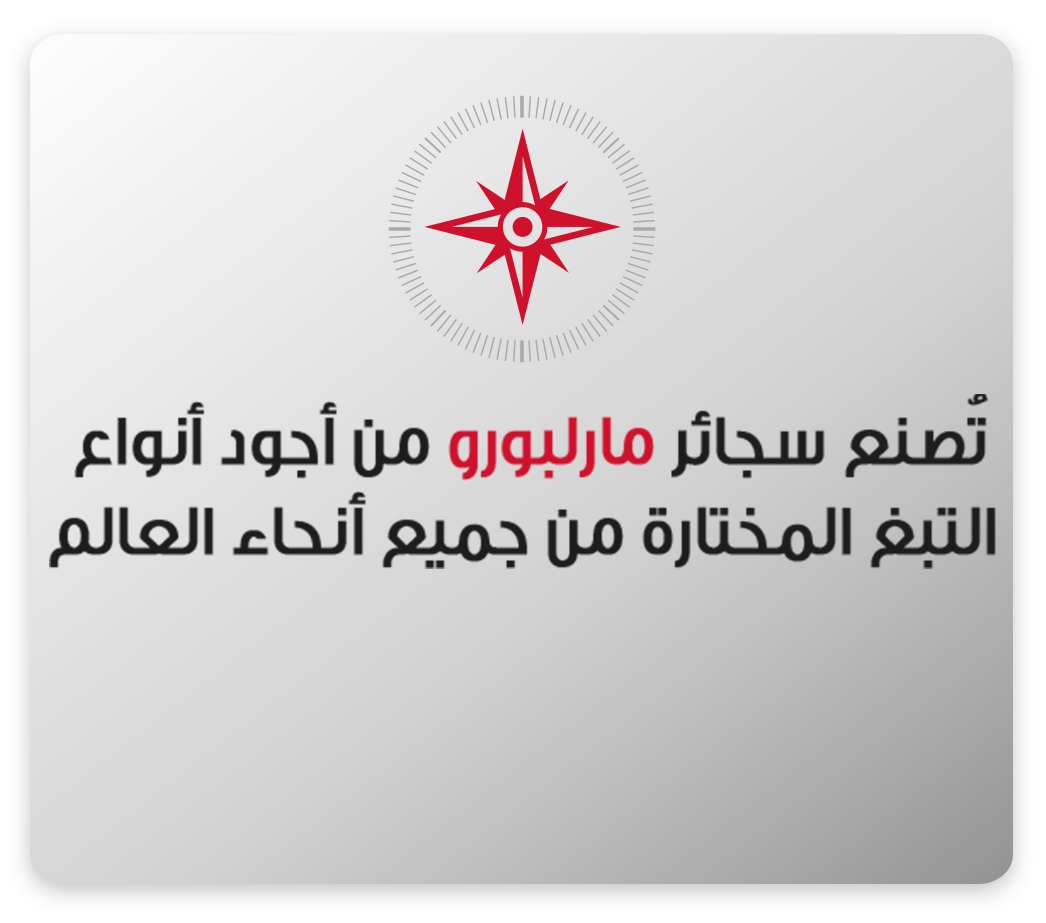 تُصنع سجائر مارلبورو من أجود أنواع
التبغ المختارة من جميع أنحاء العالم